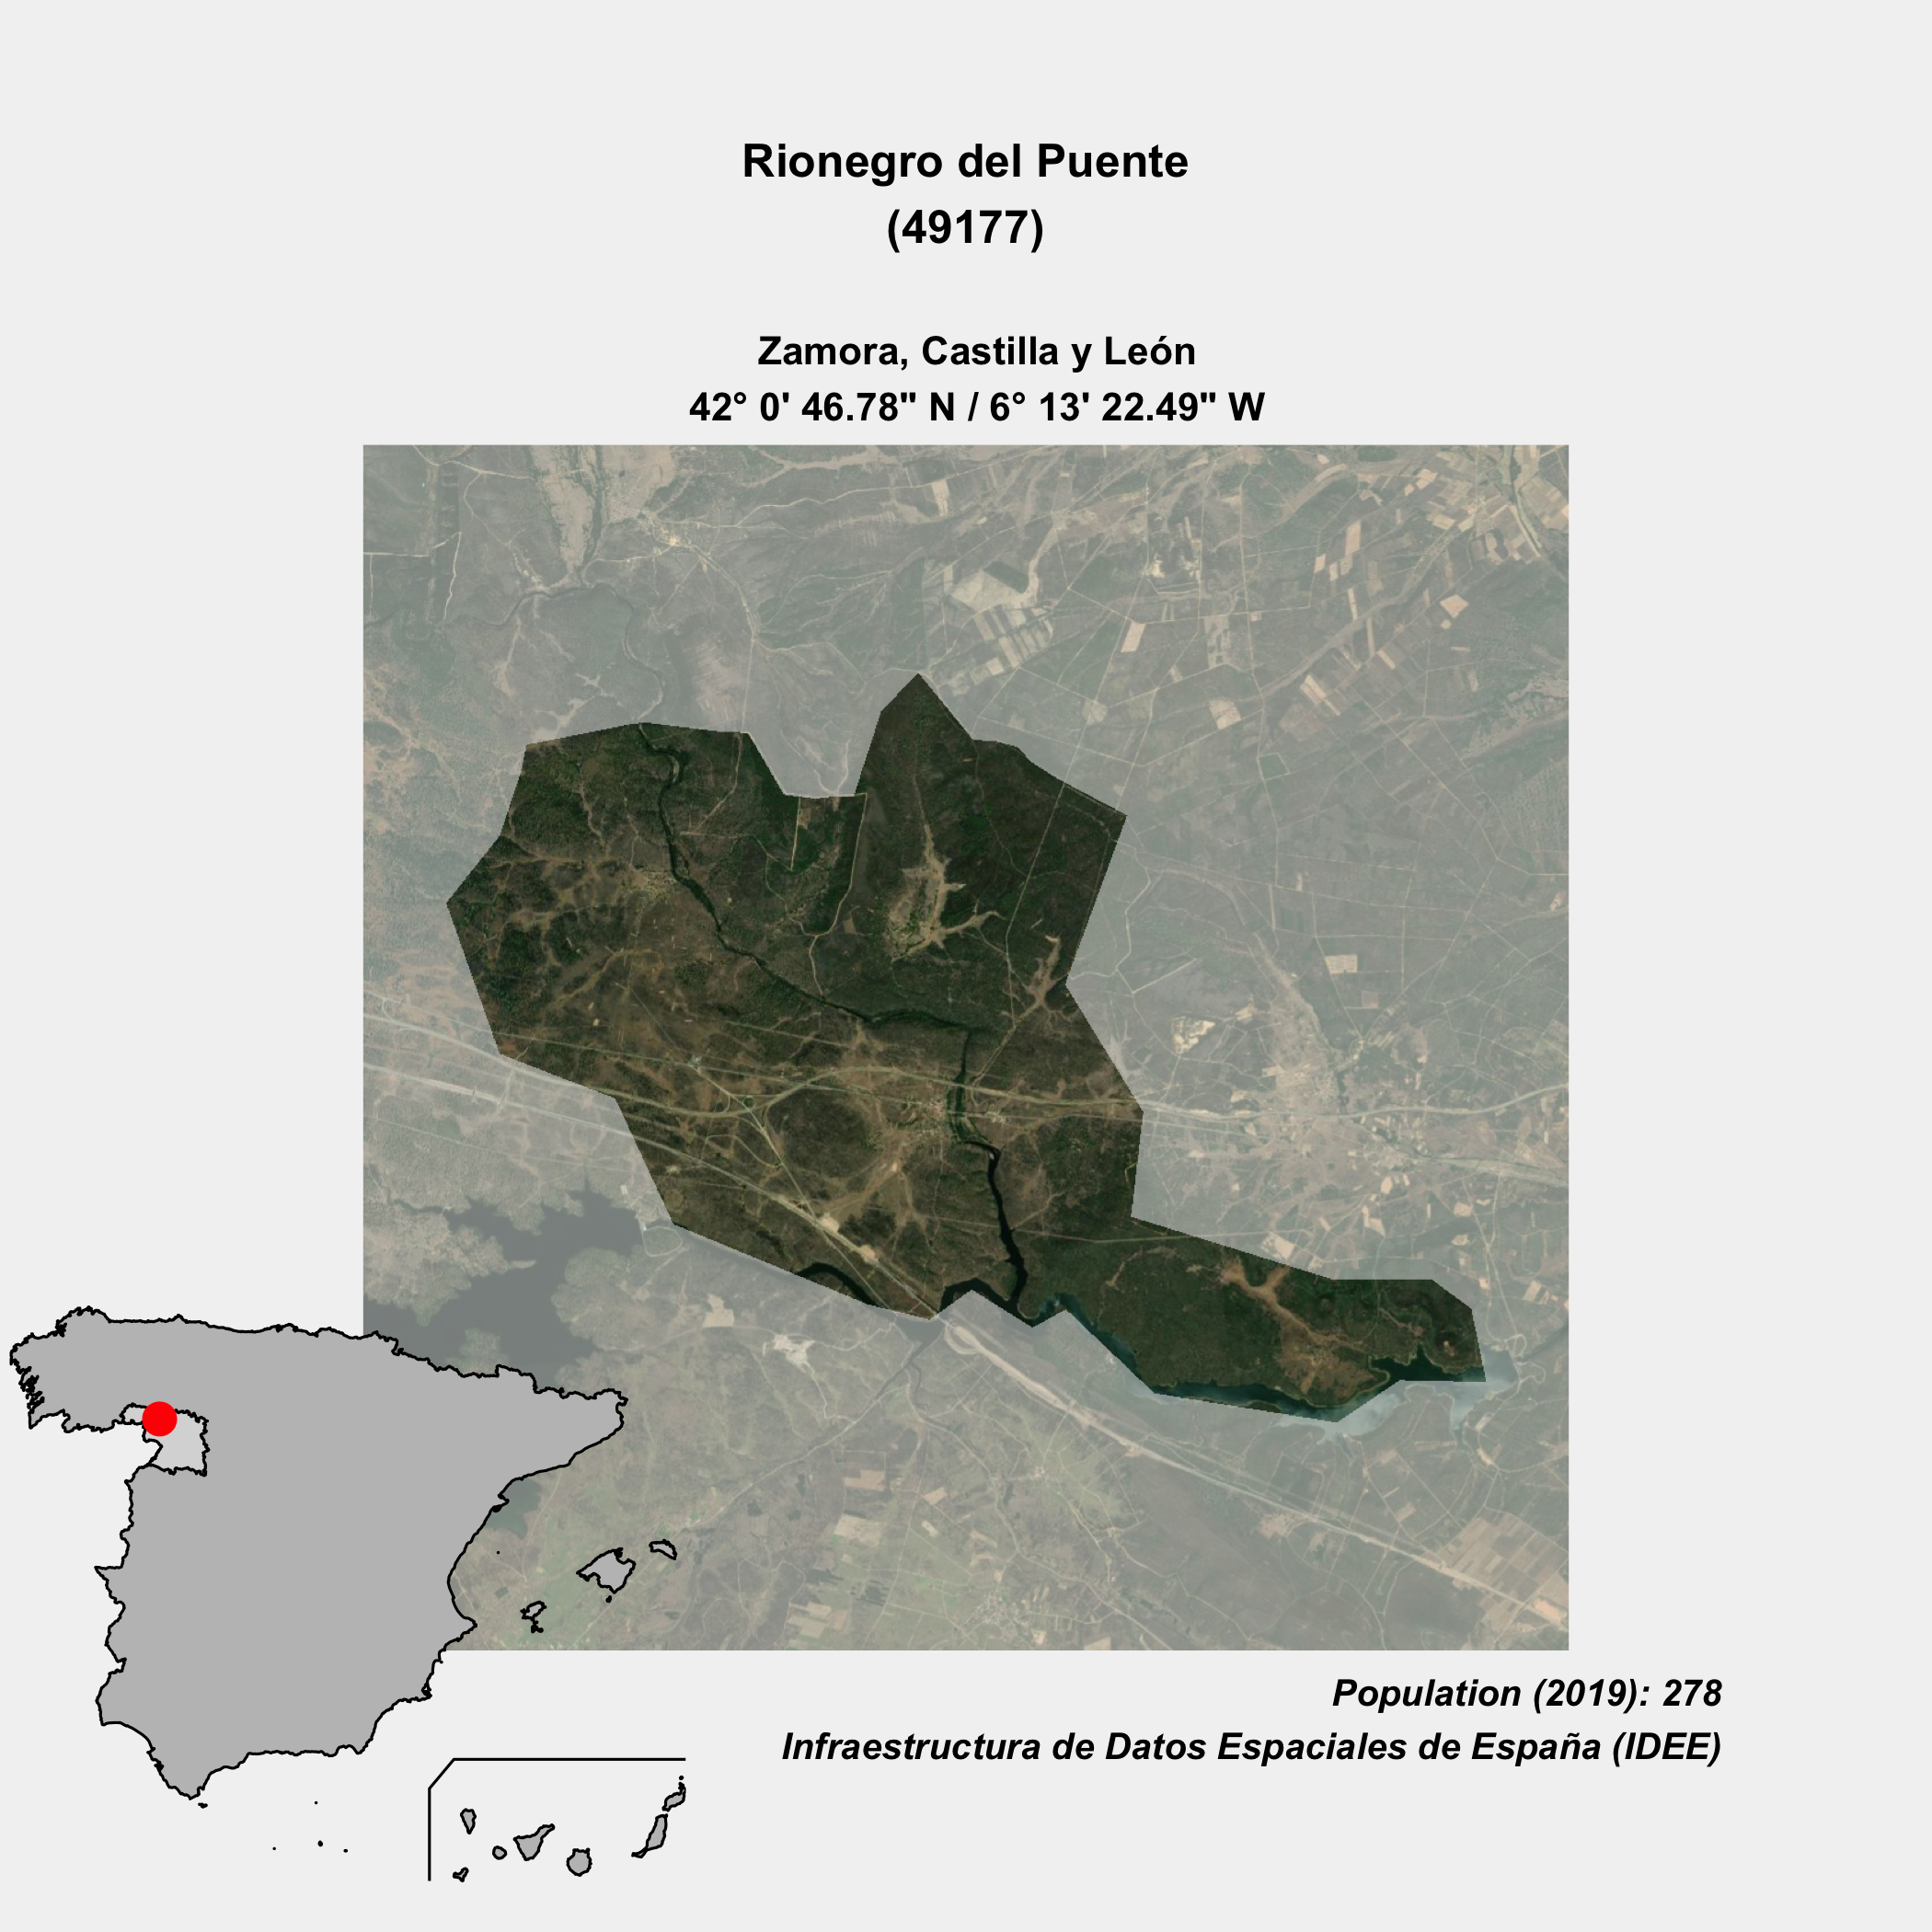 Rionegro del Puente
(49177)
Zamora, Castilla y León
42° 0' 46.78" N / 6° 13' 22.49" W
Population (2019): 278
Infraestructura de Datos Espaciales de España (IDEE)